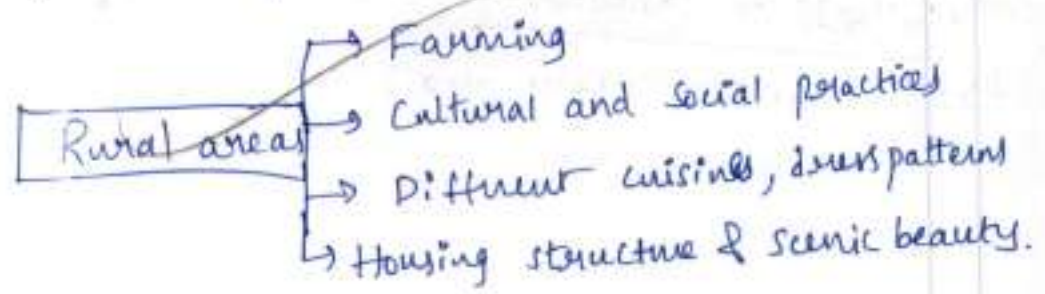 Farming
Cultural and social practices
Rural areas
Different cuisines, dress patterns
Housing structure & scenic beauty.